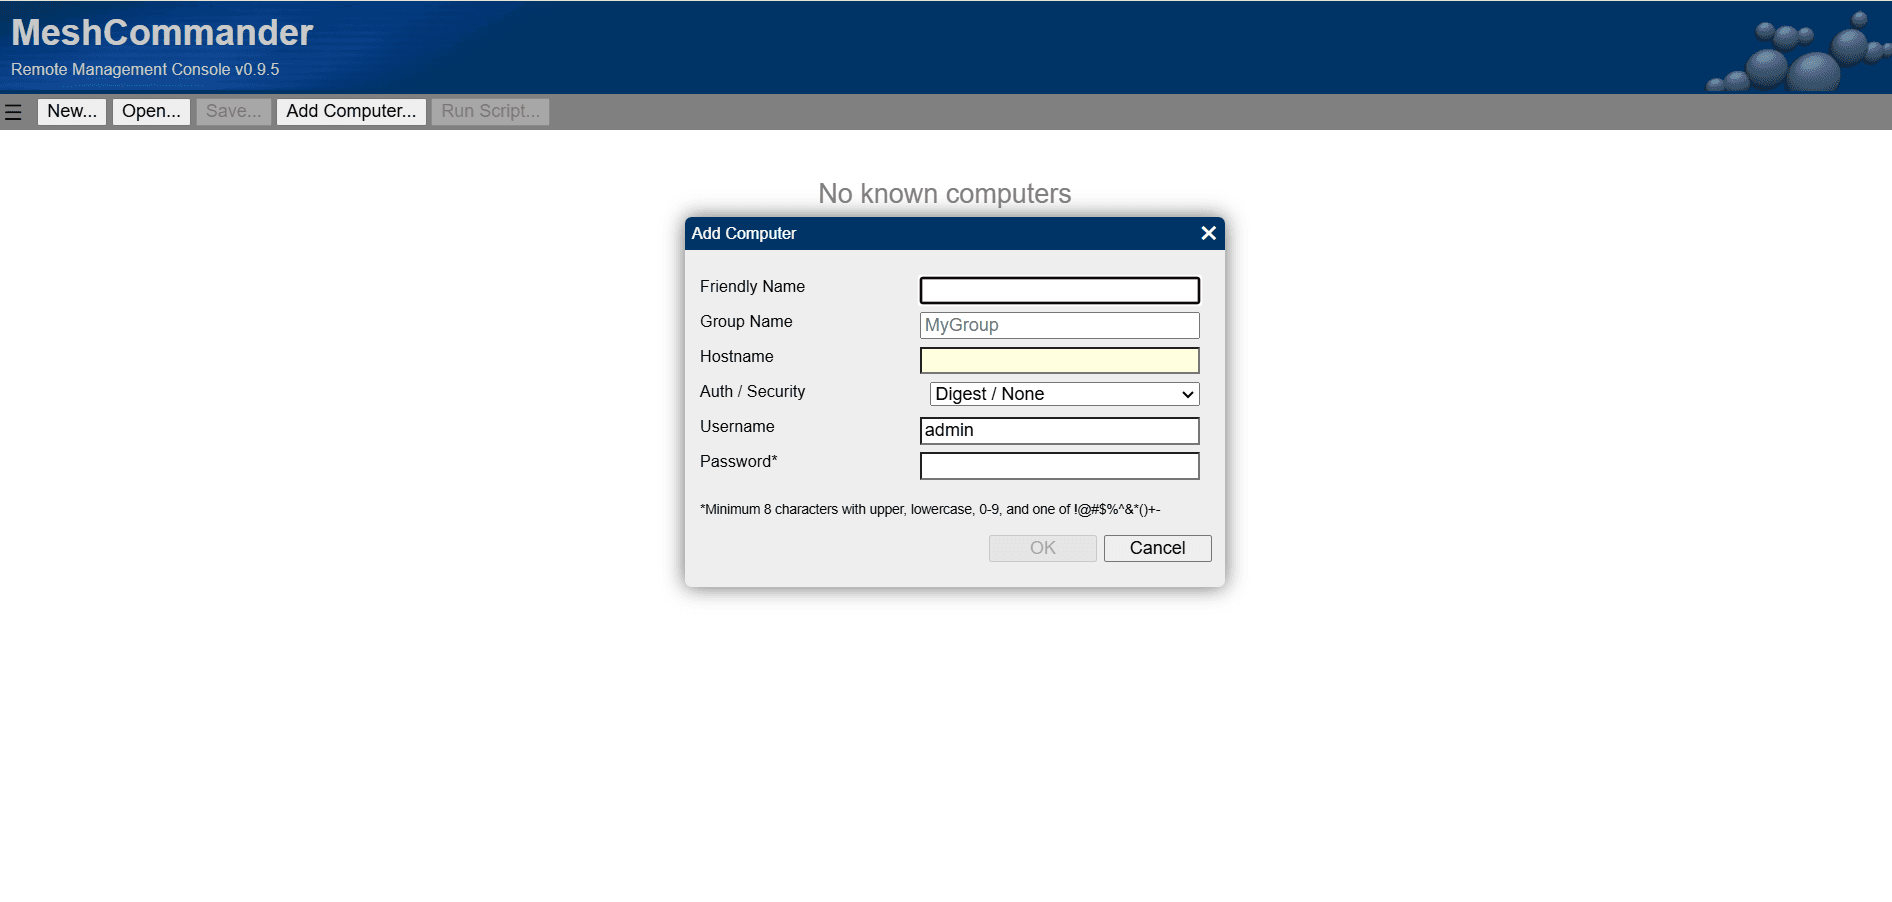 MeshCommander
Remote Management Console v0.9.5
☰ New... Open... Save... Add Computer... Run Script...
No known computers
Add Computer ✕
Friendly Name
Group Name MyGroup
Hostname
Auth / Security Digest / None
Username admin
Password*
*Minimum 8 characters with upper, lowercase, 0-9, and one of !@#$%^&*()+-
OK Cancel